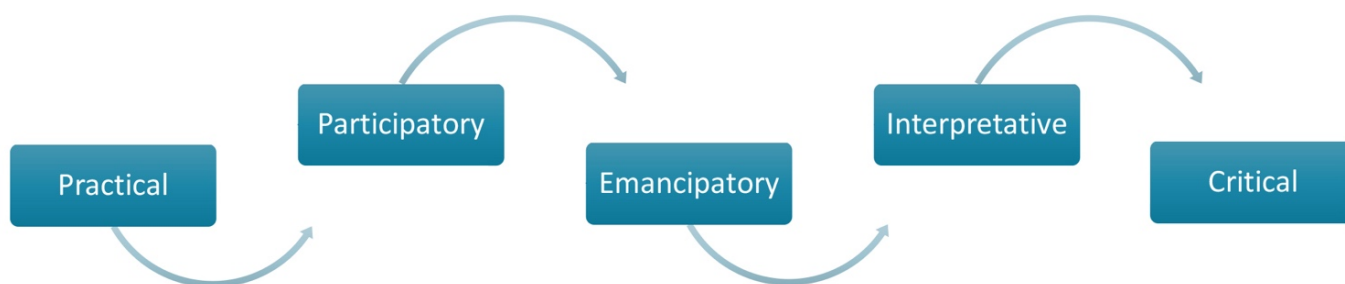 Practical
Participatory
Emancipatory
Interpretative
Critical